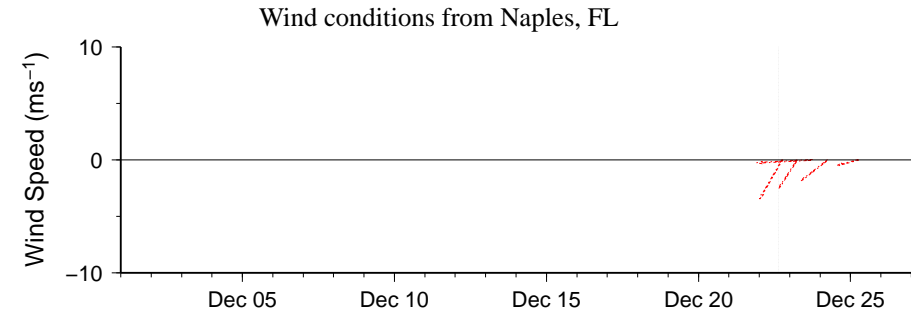 Wind conditions from Naples, FL
Wind Speed (ms⁻¹)
10
0
−10
Dec 05 Dec 10 Dec 15 Dec 20 Dec 25